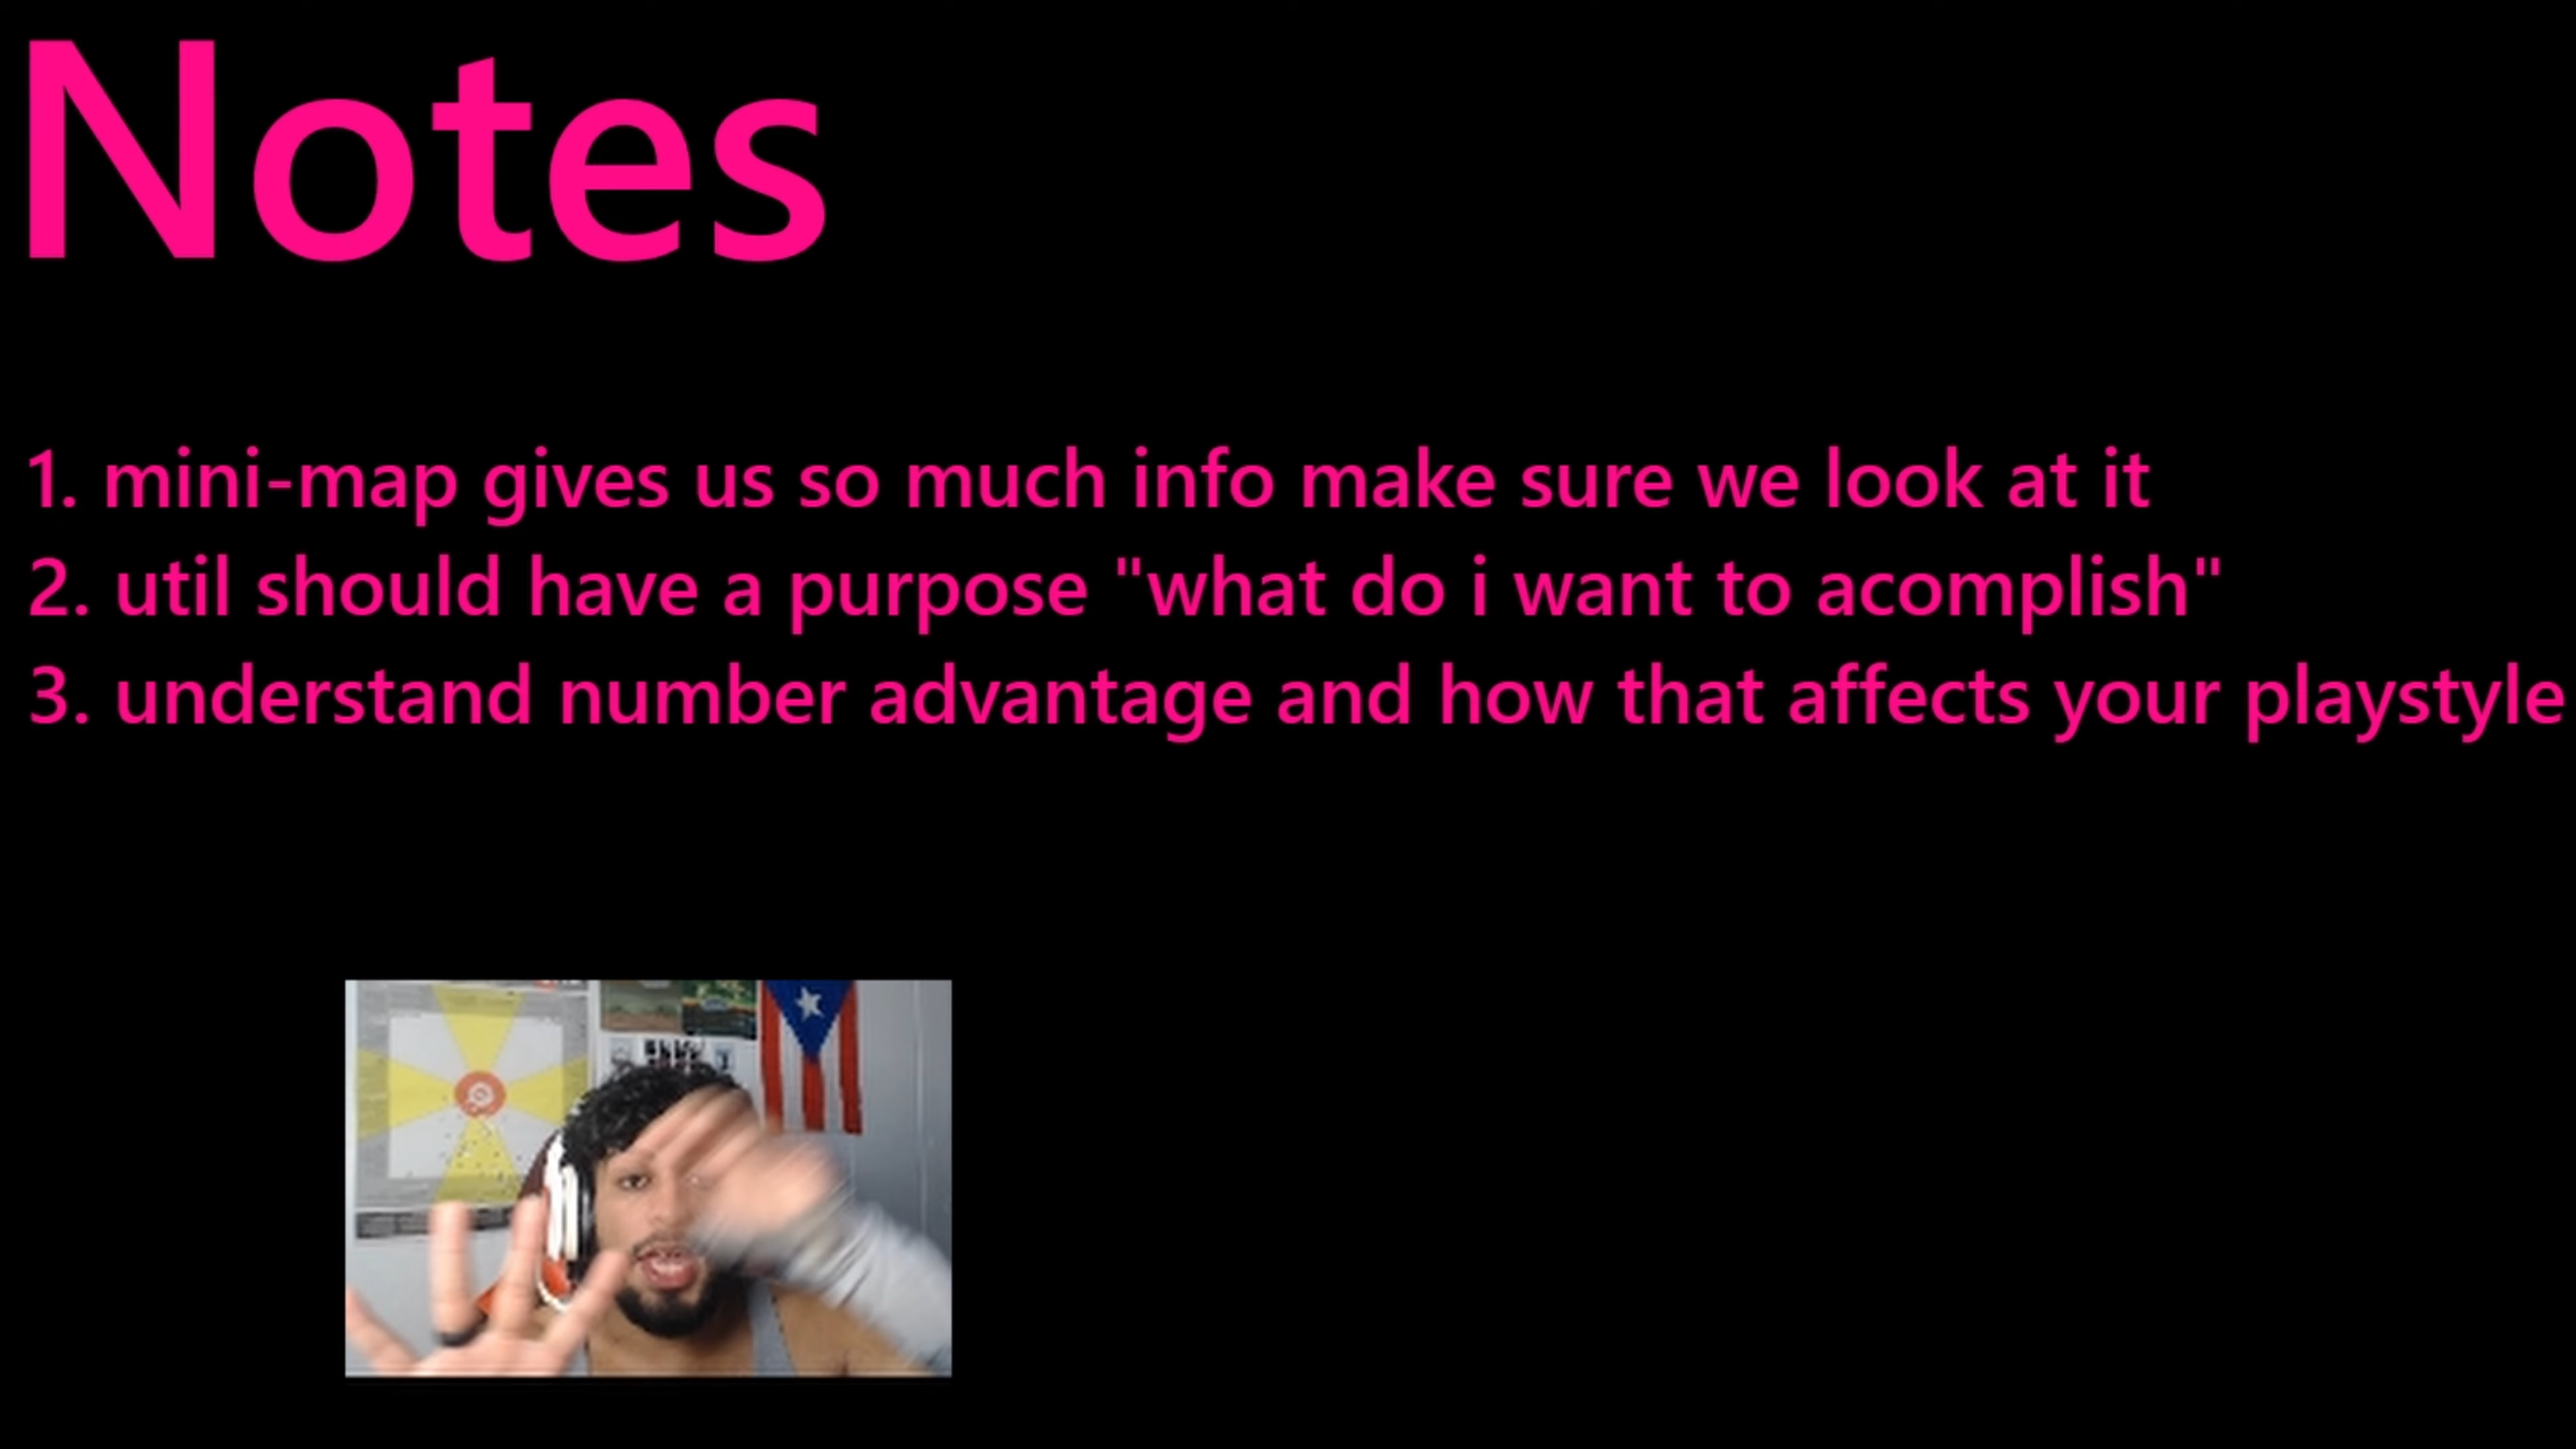 Notes
1. mini-map gives us so much info make sure we look at it
2. util should have a purpose "what do i want to acomplish"
3. understand number advantage and how that affects your playstyle